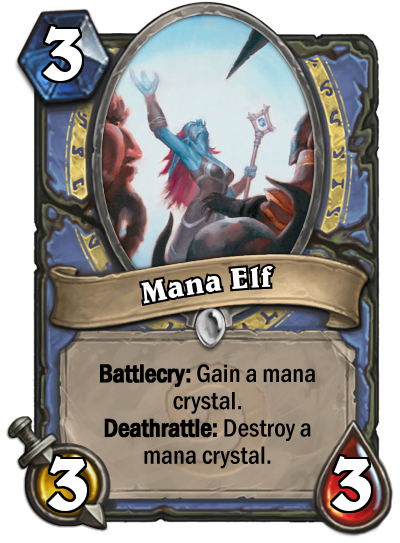 3
Mana Elf
Battlecry: Gain a mana
crystal.
Deathrattle: Destroy a
mana crystal.
3
3